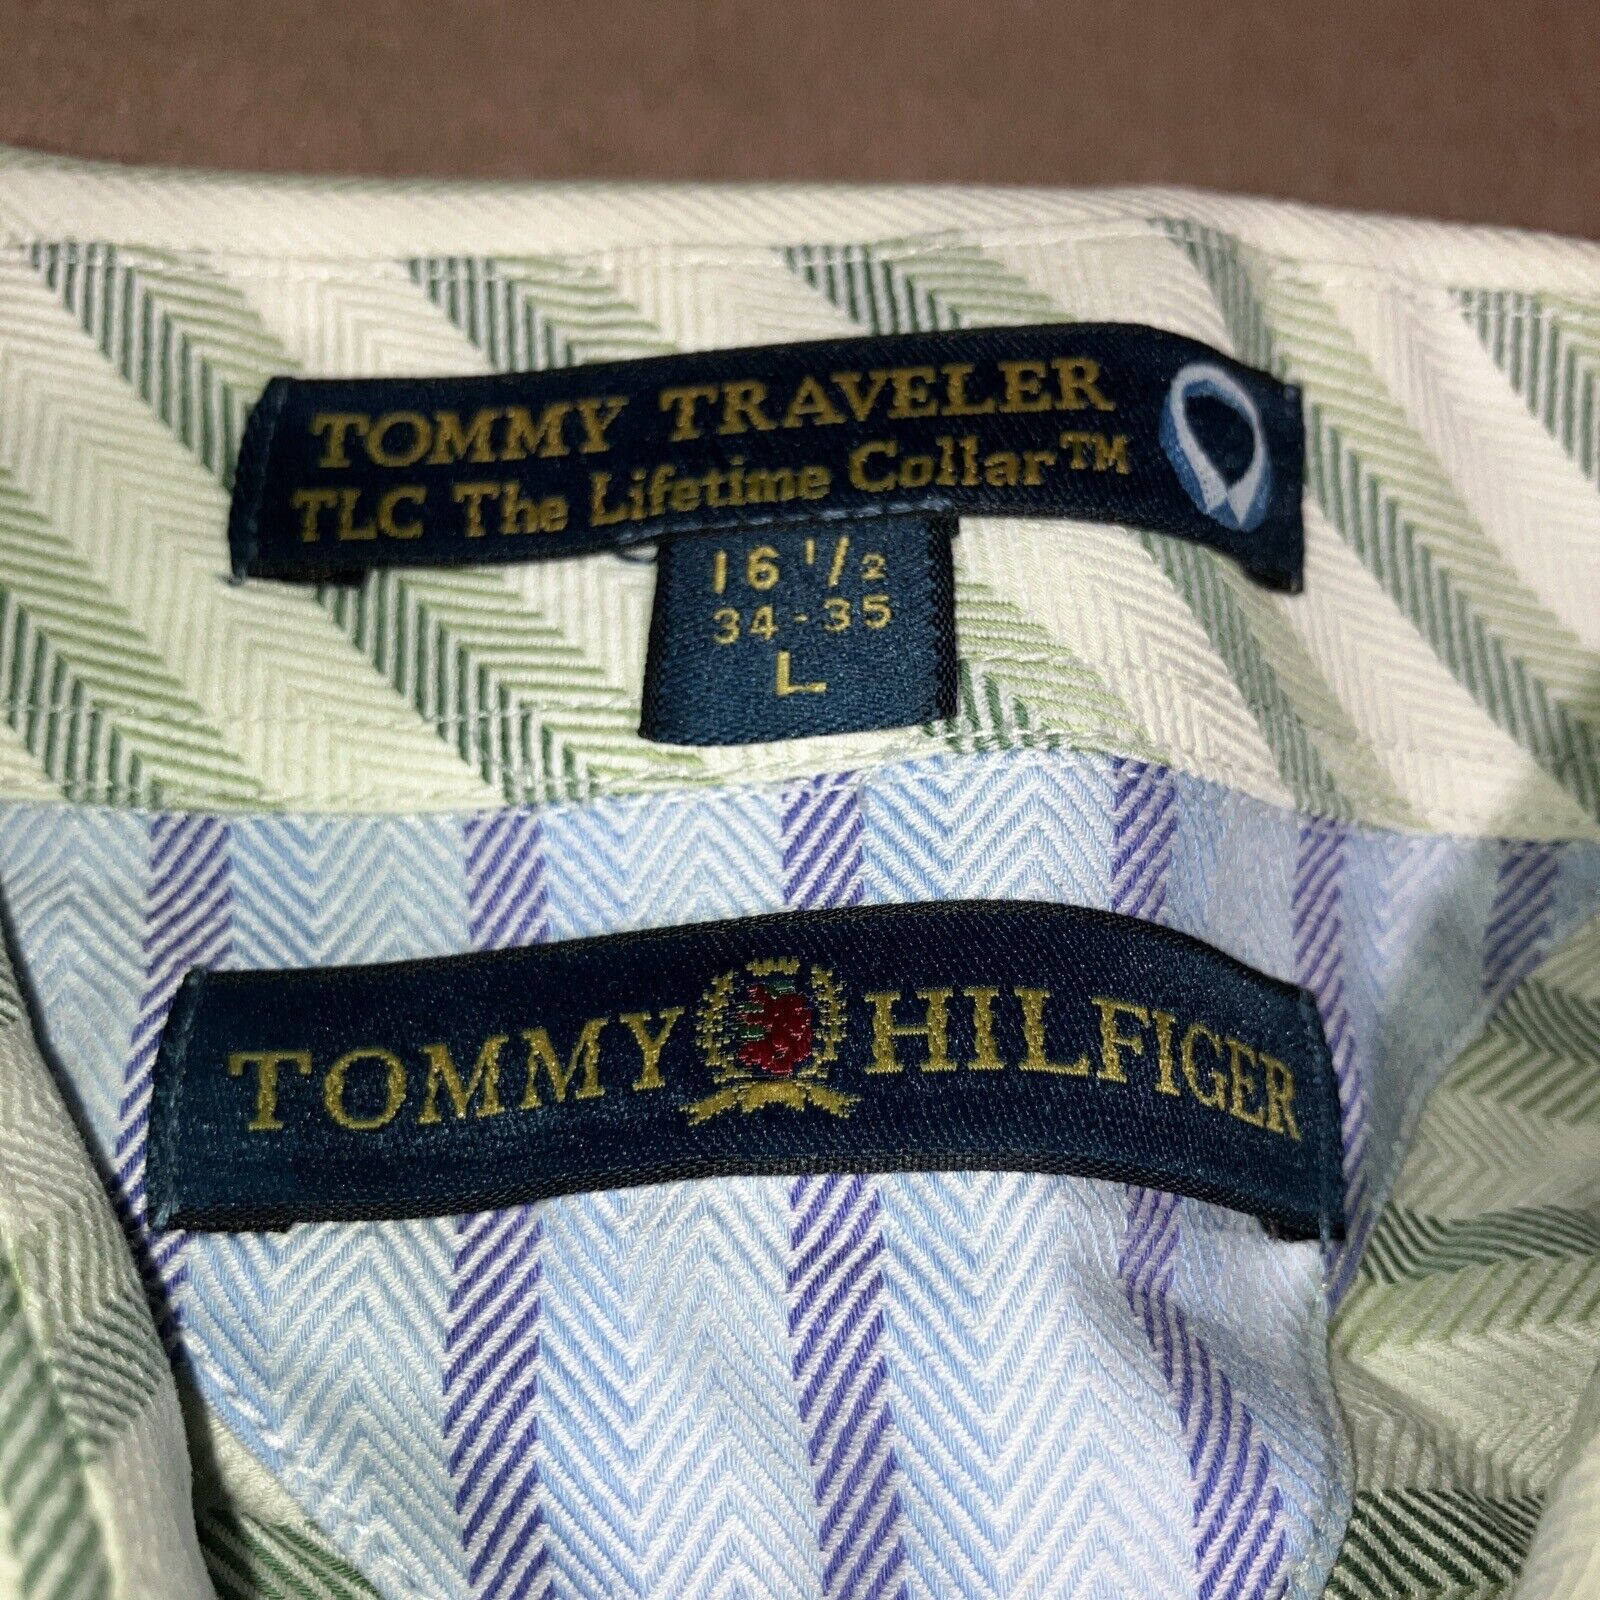 TOMMY TRAVELER
TLC The Lifetime Collar™
16 1/2
34-35
L
TOMMY HILFIGER